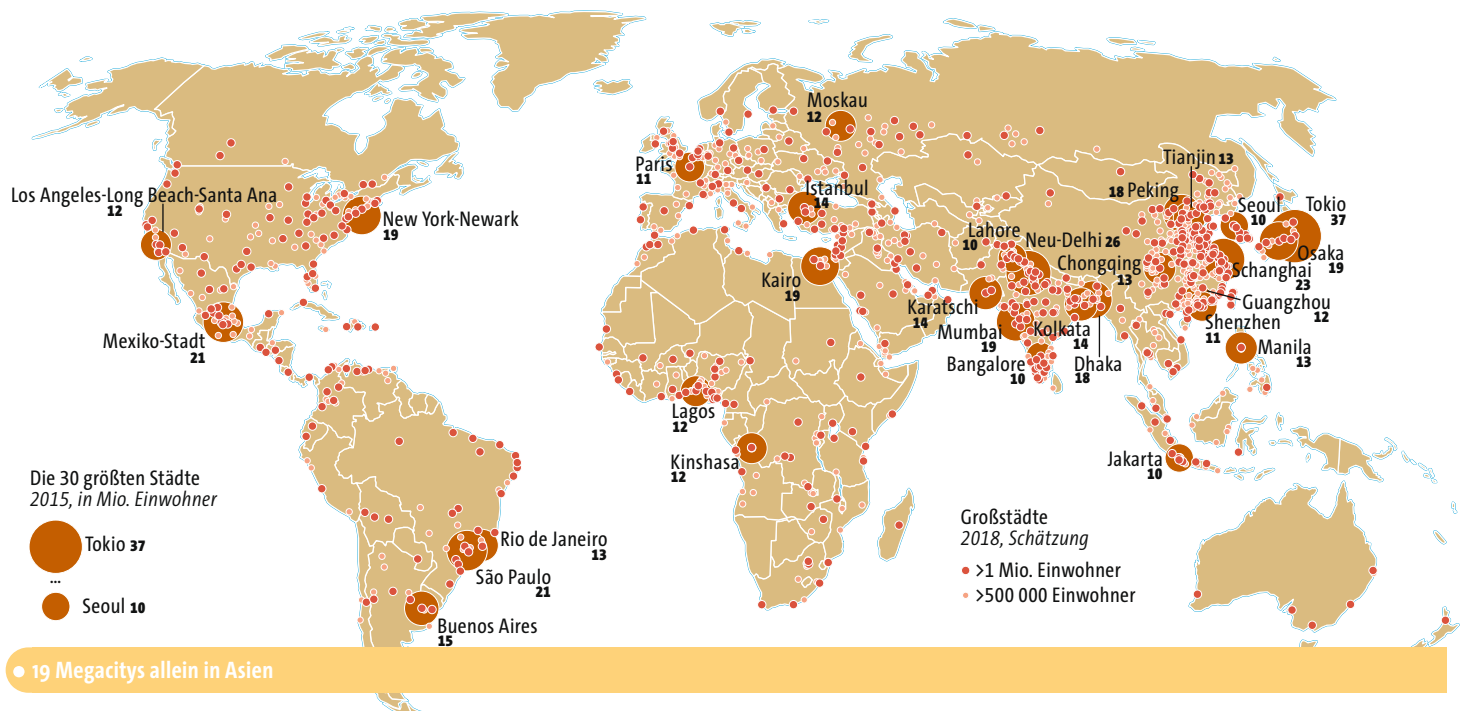 Moskau
12
Tianjin 13
Paris
11
18 Peking
Los Angeles-Long Beach-Santa Ana
12
Istanbul
14
Seoul
10
Tokio
37
New York-Newark
19
Lahore
10
Neu-Delhi 26
Chongqing
13
Osaka
19
Schanghai
23
Kairo
19
Guangzhou
12
Karatschi
14
Shenzhen
11
Mexiko-Stadt
21
Mumbai
19
Kolkata
14
Manila
13
Bangalore
10
Dhaka
18
Lagos
12
Kinshasa
12
Jakarta
10
Die 30 größten Städte
2015, in Mio. Einwohner
Tokio 37
...
Seoul 10
Rio de Janeiro
13
São Paulo
21
Buenos Aires
15
Großstädte
2018, Schätzung
>1 Mio. Einwohner
>500 000 Einwohner
• 19 Megacitys allein in Asien